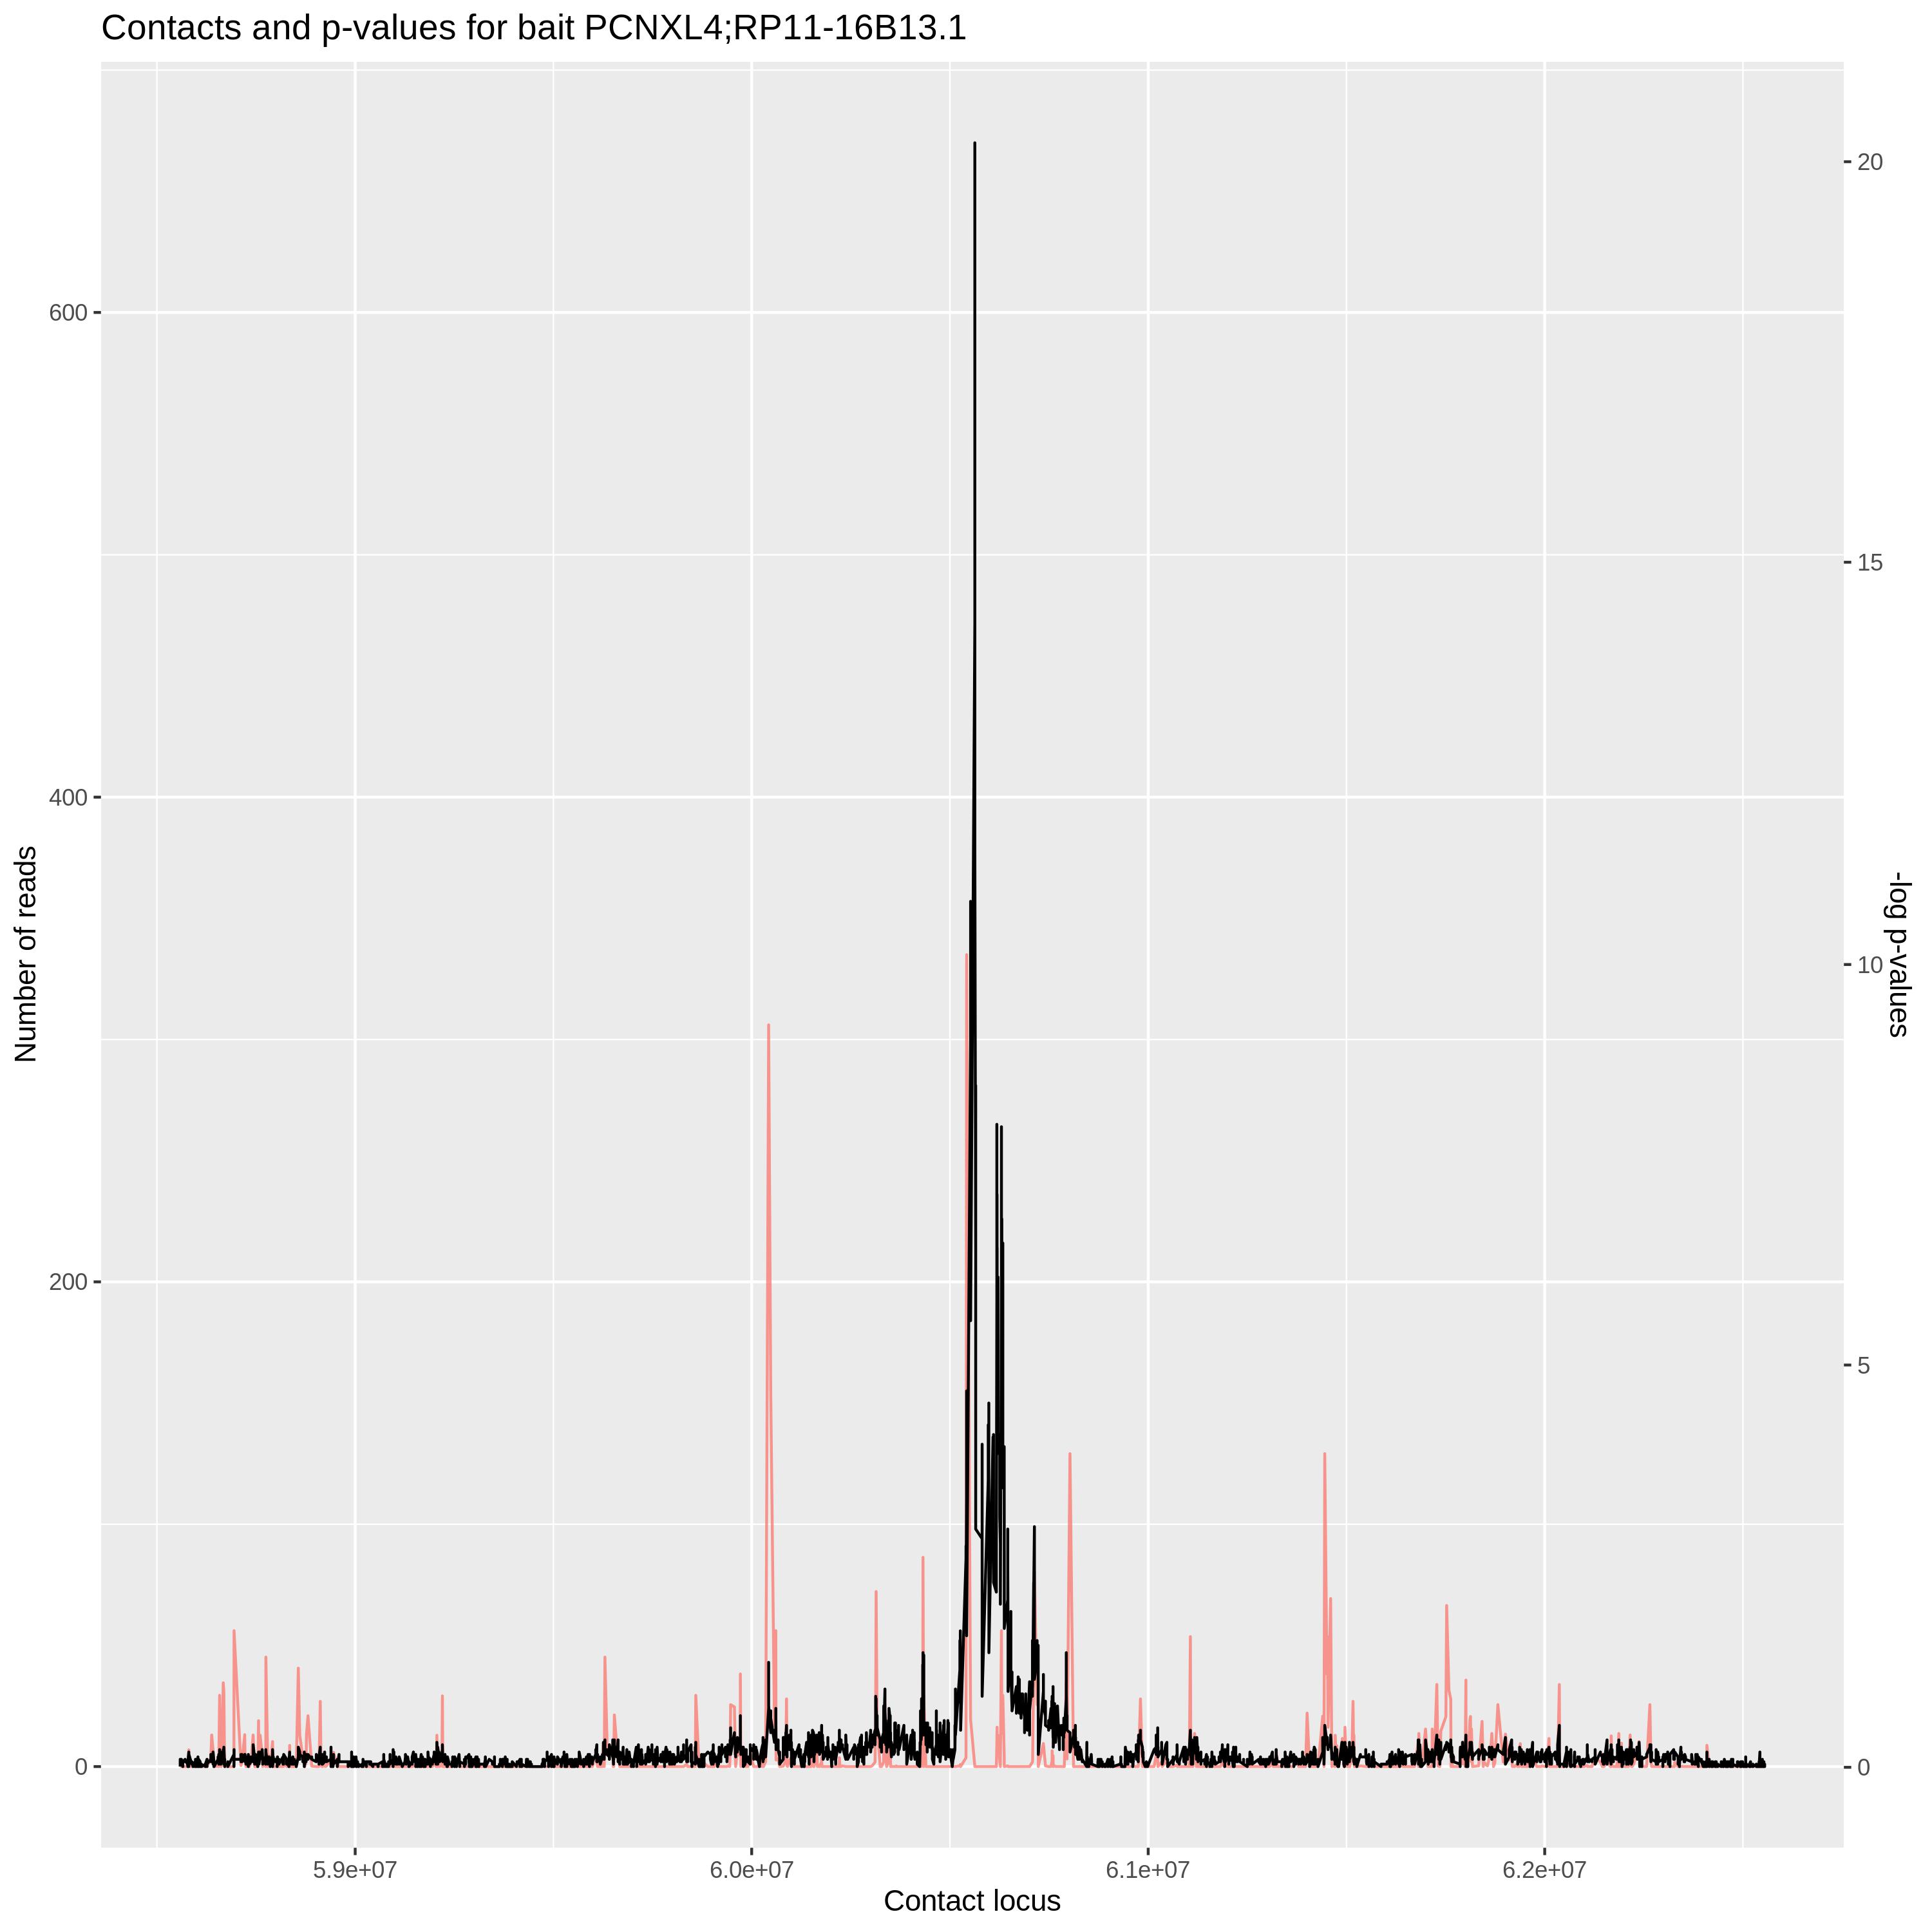 Contacts and p-values for bait PCNXL4;RP11-16B13.1
600
400
200
0
Number of reads
20
15
10
5
0
-log p-values
5.9e+07
6.0e+07
6.1e+07
6.2e+07
Contact locus